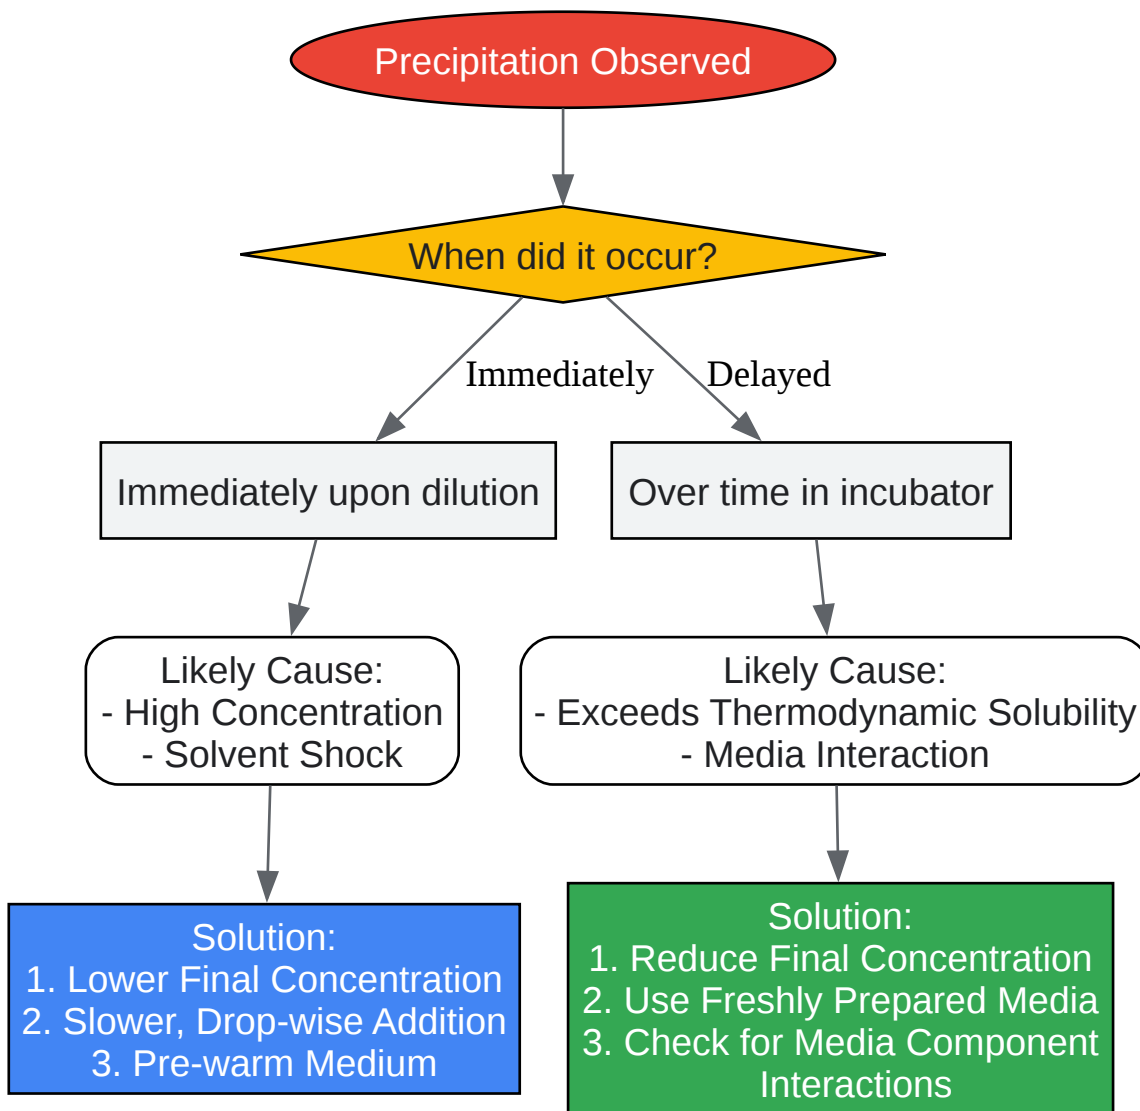 Precipitation Observed
When did it occur?
Immediately
Delayed
Immediately upon dilution
Over time in incubator
Likely Cause:
- High Concentration
- Solvent Shock
Likely Cause:
- Exceeds Thermodynamic Solubility
- Media Interaction
Solution:
1. Lower Final Concentration
2. Slower, Drop-wise Addition
3. Pre-warm Medium
Solution:
1. Reduce Final Concentration
2. Use Freshly Prepared Media
3. Check for Media Component
Interactions